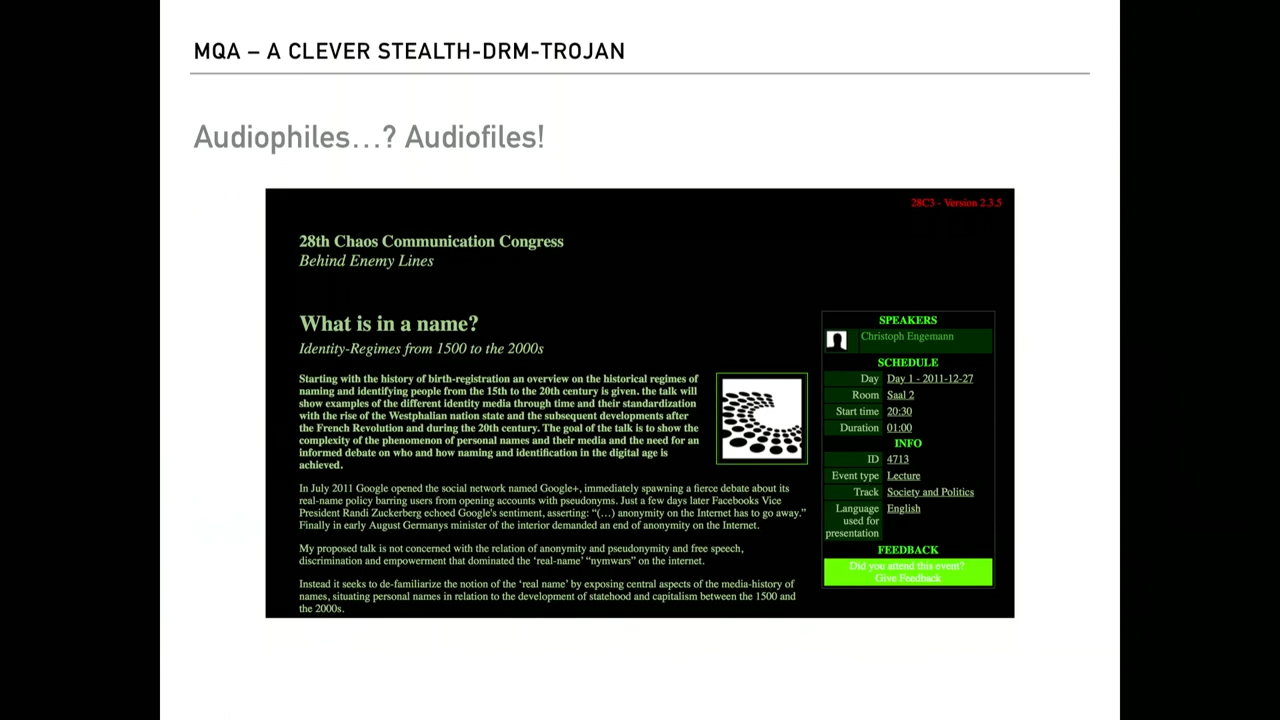 MQA – A CLEVER STEALTH-DRM-TROJAN
Audiophiles…? Audiofiles!
28C3 - Version 2.3.5
28th Chaos Communication Congress
Behind Enemy Lines
What is in a name?
Identity-Regimes from 1500 to the 2000s
Starting with the history of birth-registration an overview on the historical regimes of
naming and identifying people from the 15th to the 20th century is given. the talk will
show examples of the different identity media through time and their standardization
with the rise of the Westphalian nation state and the subsequent developments after
the French Revolution and during the 20th century. The goal of the talk is to show the
complexity of the phenomenon of personal names and their media and the need for an
informed debate on who and how naming and identification in the digital age is
achieved.
In July 2011 Google opened the social network named Google+, immediately spawning a fierce debate about its
real-name policy barring users from opening accounts with pseudonyms. Just a few days later Facebooks Vice
President Randi Zuckerberg echoed Google's sentiment, asserting: “(…) anonymity on the Internet has to go away.”
Finally in early August Germanys minister of the interior demanded an end of anonymity on the Internet.
My proposed talk is not concerned with the relation of anonymity and pseudonymity and free speech,
discrimination and empowerment that dominated the ‘real-name’ “nymwars” on the internet.
Instead it seeks to de-familiarize the notion of the ‘real name’ by exposing central aspects of the media-history of
names, situating personal names in relation to the development of statehood and capitalism between the 1500 and
the 2000s.
SPEAKERS
Christoph Engemann
SCHEDULE
Day Day 1 - 2011-12-27
Room Saal 2
Start time 20:30
Duration 01:00
INFO
ID 4713
Event type Lecture
Track Society and Politics
Language English
used for
presentation
FEEDBACK
Did you attend this event?
Give Feedback